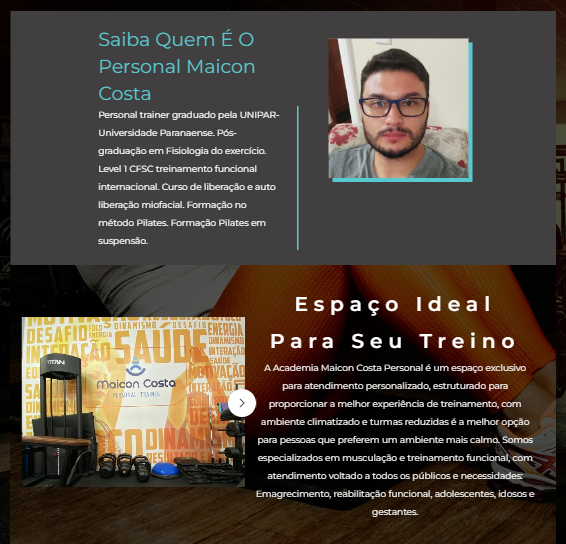 Saiba Quem É O
Personal Maicon
Costa
Personal trainer graduado pela UNIPAR-
Universidade Paranaense. Pós-
graduação em Fisiologia do exercício.
Level 1 CFSC treinamento funcional
internacional. Curso de liberação e auto
liberação miofacial. Formação no
método Pilates. Formação Pilates em
suspensão.
Espaço Ideal
Para Seu Treino
A Academia Maicon Costa Personal é um espaço exclusivo
para atendimento personalizado, estruturado para
proporcionar a melhor experiência de treinamento, com
ambiente climatizado e turmas reduzidas é a melhor opção
para pessoas que preferem um ambiente mais calmo. Somos
especializados em musculação e treinamento funcional, com
atendimento voltado a todos os públicos e necessidades:
Emagrecimento, reabilitação funcional, adolescentes, idosos e
gestantes.
DINAMISMO DESAFIO
DESAFIO
ENERGIA
SAÚDE
INTERAÇÃO
TITAN
Maicon Costa
PERSONAL TRAINER
DINAMISMO